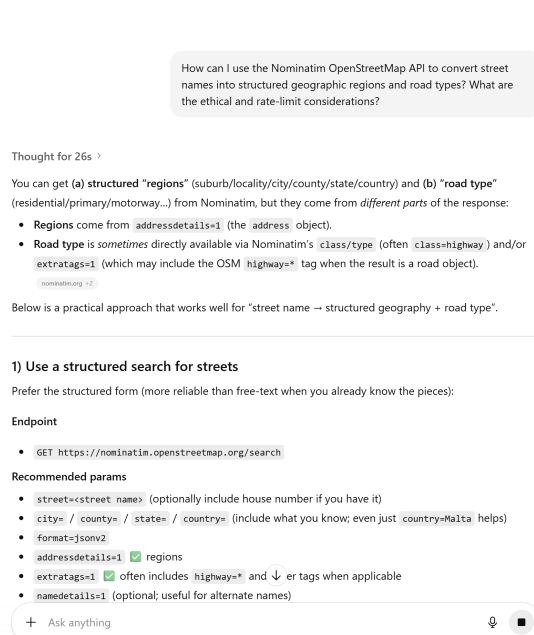 How can I use the Nominatim OpenStreetMap API to convert street
names into structured geographic regions and road types? What are
the ethical and rate-limit considerations?
Thought for 26s >
You can get (a) structured “regions” (suburb/locality/city/county/state/country) and (b) “road type”
(residential/primary/motorway…) from Nominatim, but they come from different parts of the response:
• Regions come from addressdetails=1 (the address object).
• Road type is sometimes directly available via Nominatim's class/type (often class=highway) and/or
extratags=1 (which may include the OSM highway=* tag when the result is a road object).
nominatim.org +2
Below is a practical approach that works well for “street name → structured geography + road type”.
1) Use a structured search for streets
Prefer the structured form (more reliable than free-text when you already know the pieces):
Endpoint
• GET https://nominatim.openstreetmap.org/search
Recommended params
• street=<street name> (optionally include house number if you have it)
• city= / county= / state= / country= (include what you know; even just country=Malta helps)
• format=jsonv2
• addressdetails=1 ✅ regions
• extratags=1 ✅ often includes highway=* and er tags when applicable
• namedetails=1 (optional; useful for alternate names)
Ask anything